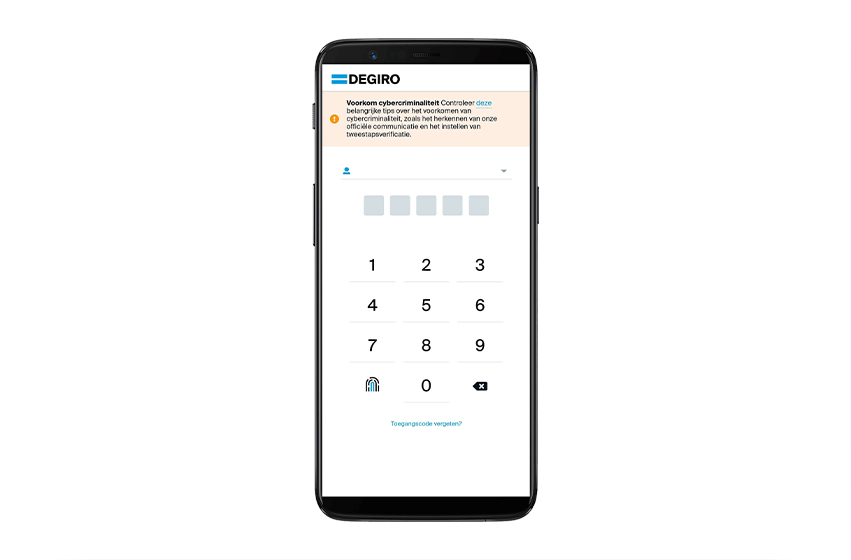 DEGIRO
Voorkom cybercriminaliteit Controleer deze
belangrijke tips over het voorkomen van
cybercriminaliteit, zoals het herkennen van onze
officiële communicatie en het instellen van
tweestapsverificatie.
1 2 3
4 5 6
7 8 9
0
Toegangscode vergeten?